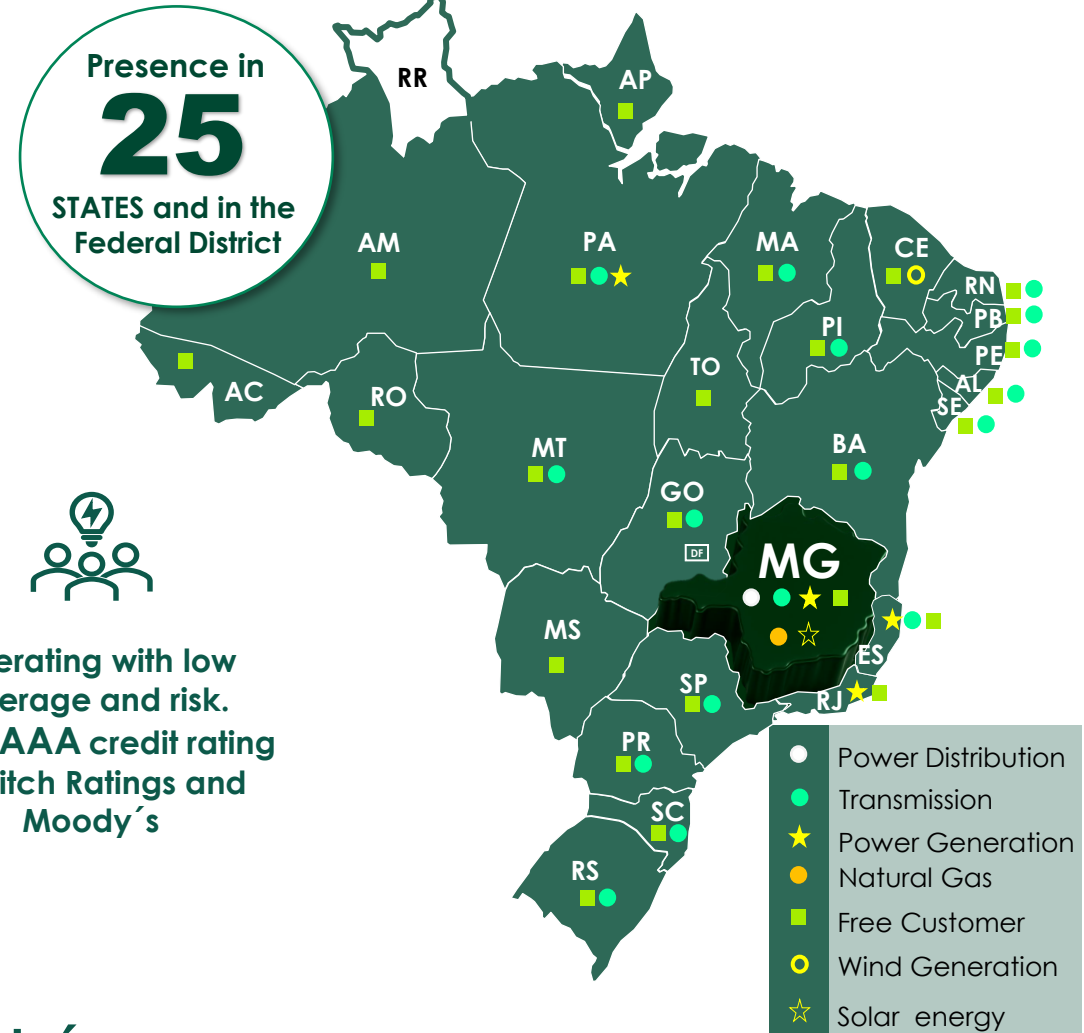 Presence in
25
STATES and in the
Federal District
RR
AP
AM
PA
MA
CE
RN
PB
PE
PI
AL
SE
TO
AC
RO
MT
BA
GO
DF
MG
MS
ES
SP
RJ
PR
SC
RS
erating with low
erage and risk.
AAA credit rating
itch Ratings and
Moody´s
Power Distribution
Transmission
Power Generation
Natural Gas
Free Customer
Wind Generation
Solar energy